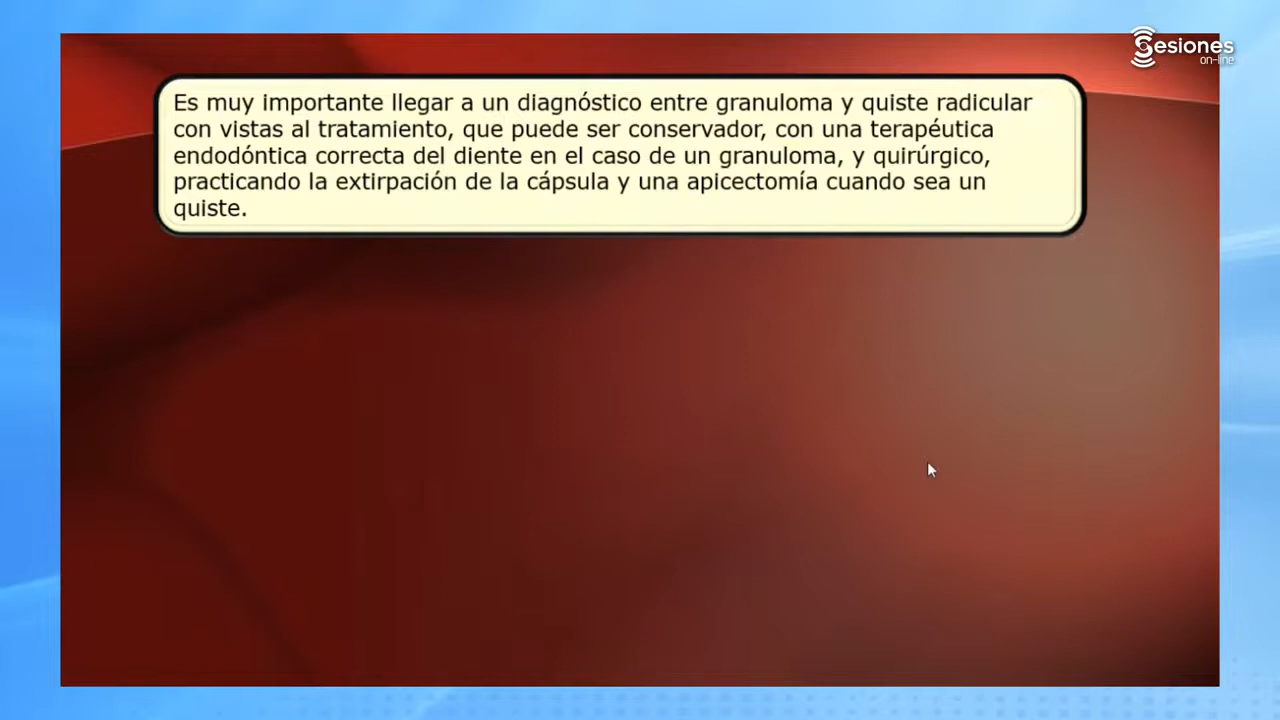 Sesiones
on-line
Es muy importante llegar a un diagnóstico entre granuloma y quiste radicular
con vistas al tratamiento, que puede ser conservador, con una terapéutica
endodóntica correcta del diente en el caso de un granuloma, y quirúrgico,
practicando la extirpación de la cápsula y una apicectomía cuando sea un
quiste.